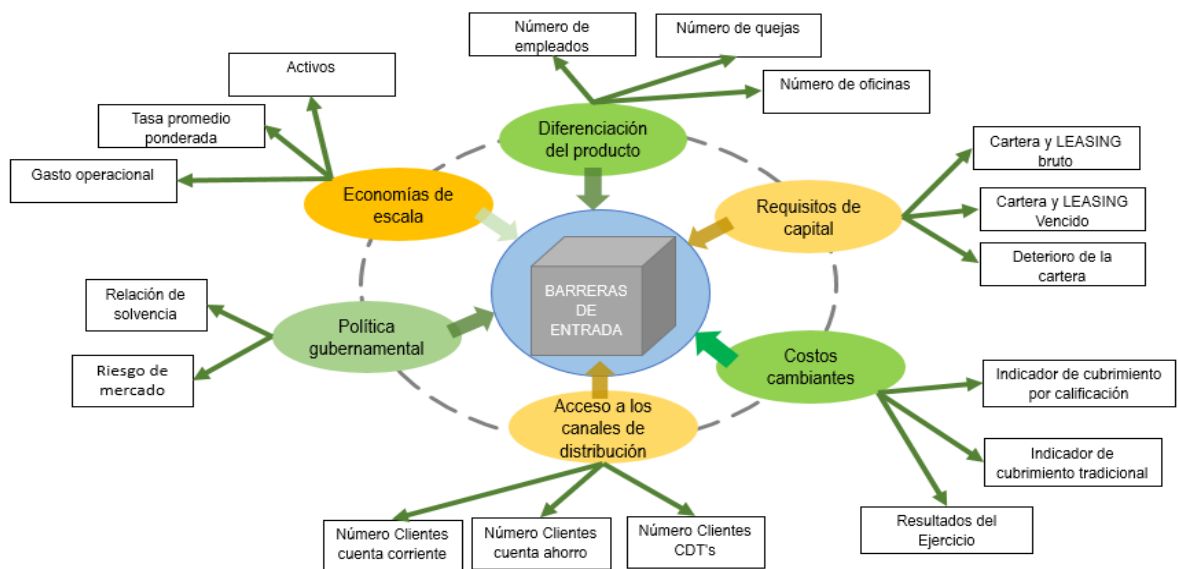 Número de
empleados
Número de quejas
Número de oficinas
Activos
Tasa promedio
ponderada
Gasto operacional
Diferenciación
del producto
Economías de
escala
Requisitos de
capital
Cartera y LEASING
bruto
Cartera y LEASING
Vencido
Deterioro de la
cartera
BARRERAS
DE
ENTRADA
Relación de
solvencia
Riesgo de
mercado
Política
gubernamental
Costos
cambiantes
Acceso a los
canales de
distribución
Indicador de cubrimiento
por calificación
Indicador de
cubrimiento tradicional
Resultados del
Ejercicio
Número Clientes
cuenta corriente
Número Clientes
cuenta ahorro
Número Clientes
CDT's